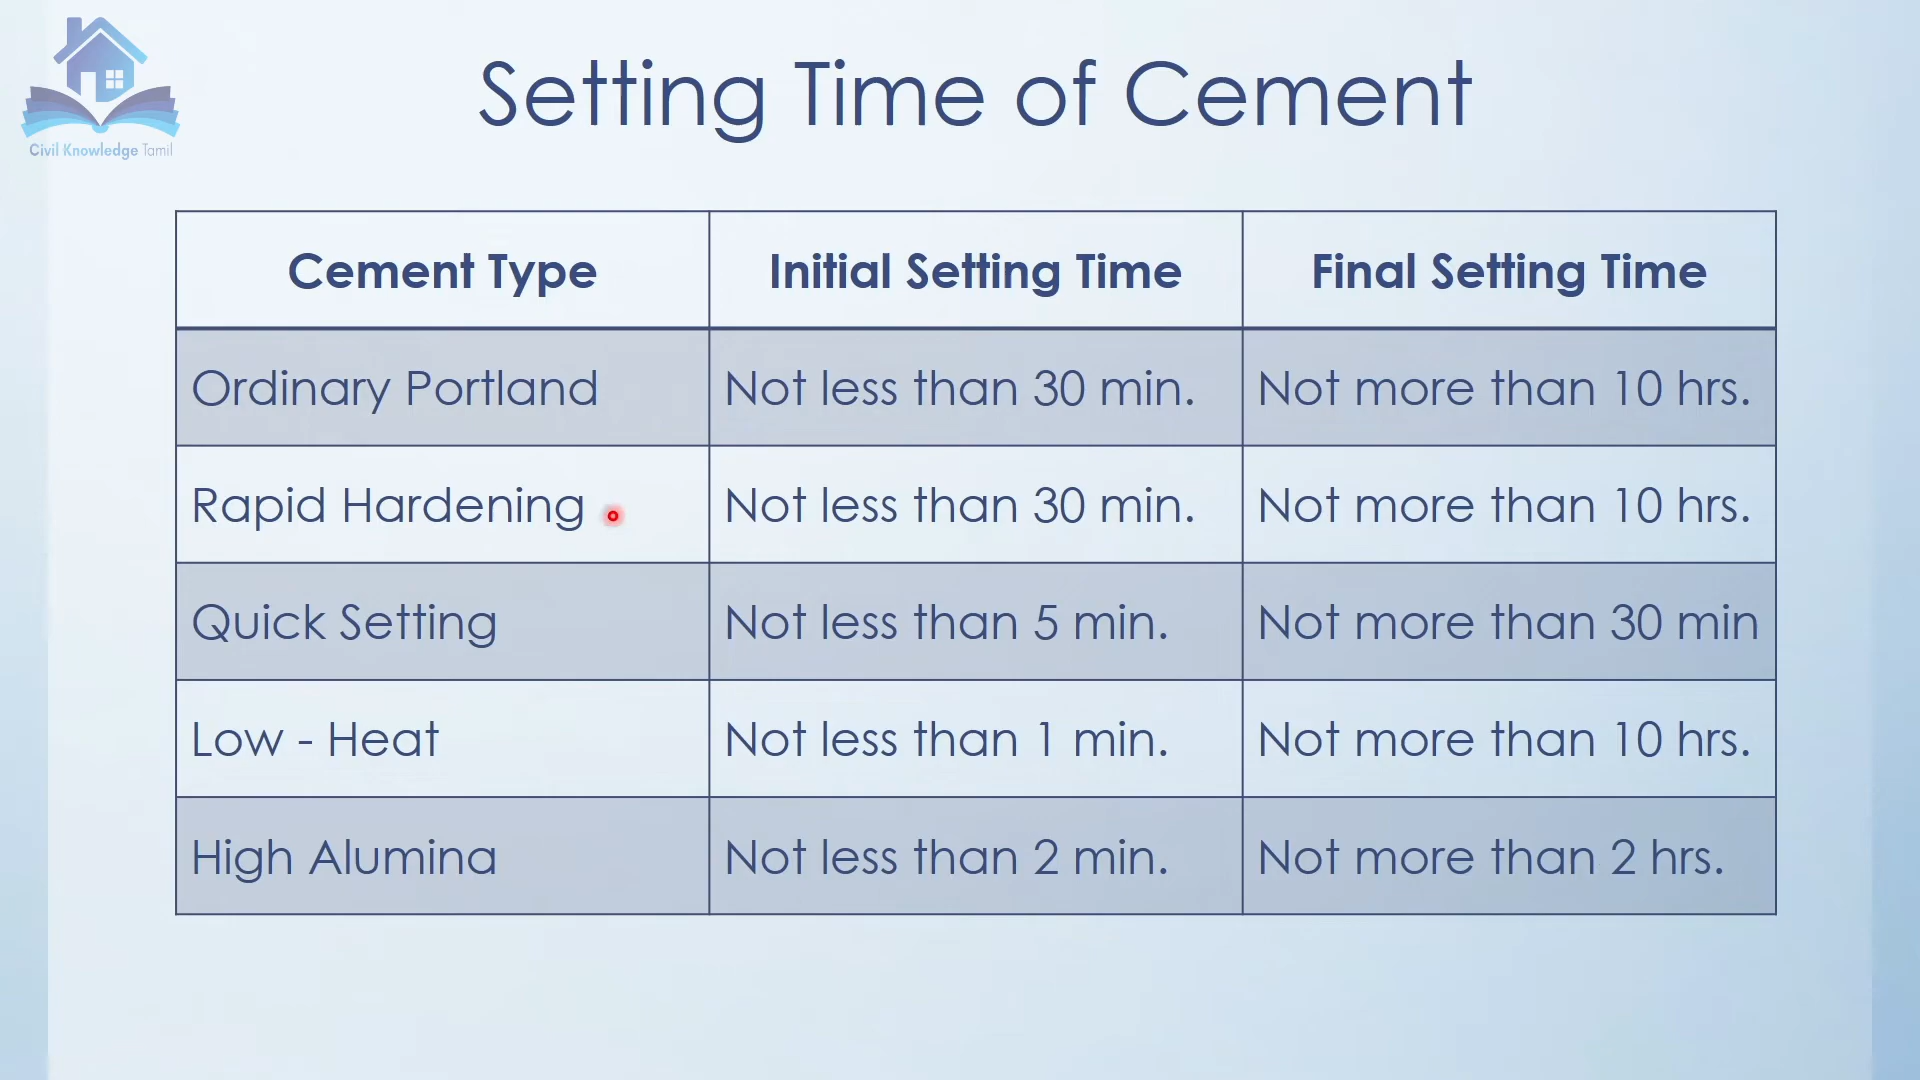 Civil Knowledge Tamil
Setting Time of Cement
Cement Type Initial Setting Time Final Setting Time
Ordinary Portland Not less than 30 min. Not more than 10 hrs.
Rapid Hardening Not less than 30 min. Not more than 10 hrs.
Quick Setting Not less than 5 min. Not more than 30 min
Low - Heat Not less than 1 min. Not more than 10 hrs.
High Alumina Not less than 2 min. Not more than 2 hrs.